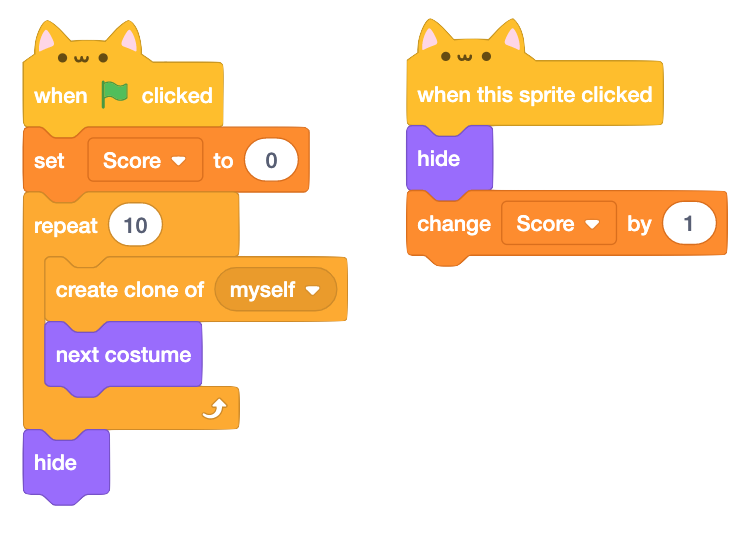 when clicked
set Score to 0
repeat 10
create clone of myself
next costume
hide
when this sprite clicked
hide
change Score by 1